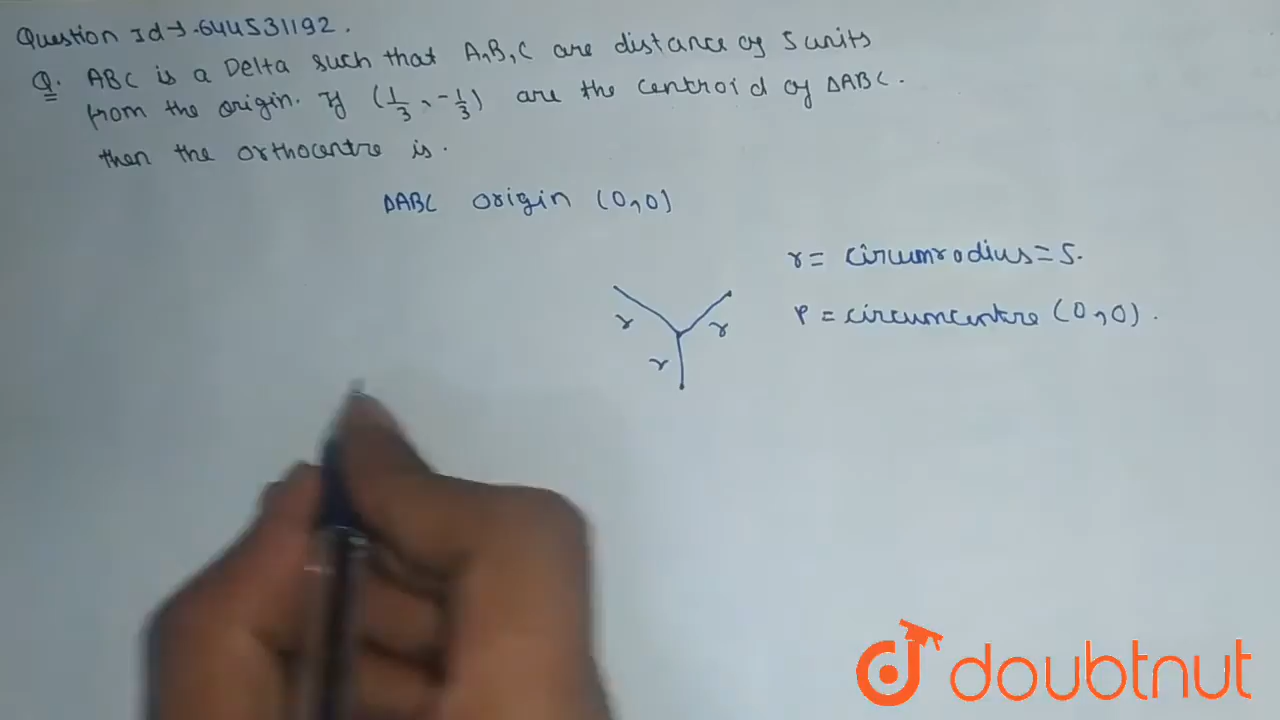 Question Id→.644531192.
Q. ABC is a Delta such that A,B,C are distance of 5 units
from the origin. If (1/3, -1/3) are the centroid of ΔABC.
then the orthocentre is.
ΔABC origin (0,0)
r = circumradius = 5.
r
r
r
P = circumcentre (0,0).
doubtnut